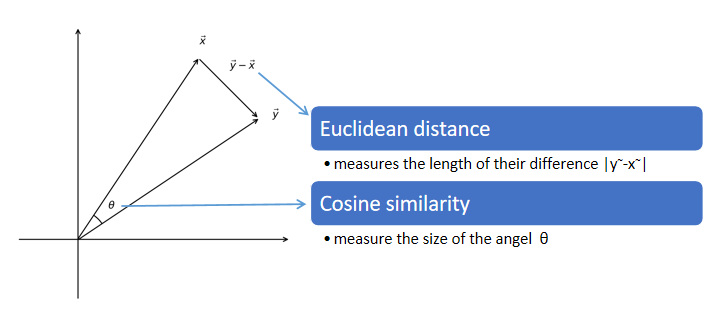 x⃗
y⃗ – x⃗
y⃗
θ
Euclidean distance
• measures the length of their difference |y˜-x˜|
Cosine similarity
• measure the size of the angel θ